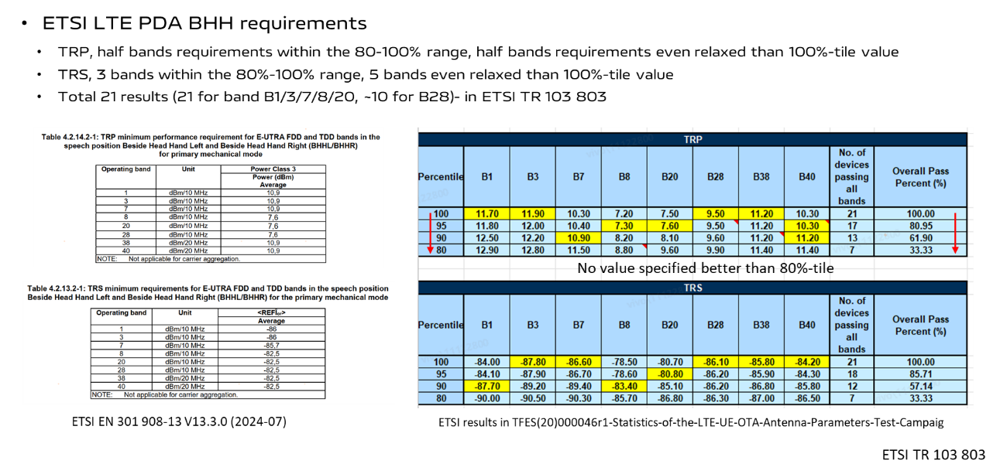 • ETSI LTE PDA BHH requirements
• TRP, half bands requirements within the 80-100% range, half bands requirements even relaxed than 100%-tile value
• TRS, 3 bands within the 80%-100% range, 5 bands even relaxed than 100%-tile value
• Total 21 results (21 for band B1/3/7/8/20, ~10 for B28)- in ETSI TR 103 803
Table 4.2.14.2-1: TRP minimum performance requirement for E-UTRA FDD and TDD bands in the
speech position Beside Head Hand Left and Beside Head Hand Right (BHHL/BHHR)
for primary mechanical mode
Operating band Unit Power Class 3
Power (dBm)
Average
1 dBm/10 MHz 10,9
3 dBm/10 MHz 10,9
7 dBm/10 MHz 10,9
8 dBm/10 MHz 7,6
20 dBm/10 MHz 7,6
28 dBm/10 MHz 7,6
38 dBm/20 MHz 10,9
40 dBm/20 MHz 10,9
NOTE: Not applicable for carrier aggregation.
Table 4.2.13.2-1: TRS minimum requirements for E-UTRA FDD and TDD bands in the speech position
Beside Head Hand Left and Beside Head Hand Right (BHHL/BHHR) for the primary mechanical mode
Operating band Unit <REFÎor>
Average
1 dBm/10 MHz -86
3 dBm/10 MHz -86
7 dBm/10 MHz -85,7
8 dBm/10 MHz -82,5
20 dBm/10 MHz -82,5
28 dBm/10 MHz -82,5
38 dBm/20 MHz -82,5
40 dBm/20 MHz -82,5
NOTE: Not applicable for carrier aggregation.
ETSI EN 301 908-13 V13.3.0 (2024-07)
TRP
Percentile B1 B3 B7 B8 B20 B28 B38 B40 No. of
devices
passing
all
bands Overall Pass
Percent (%)
100 11.70 11.90 10.30 7.20 7.50 9.50 11.20 10.30 21 100.00
95 11.80 12.00 10.40 7.30 7.60 9.50 11.20 10.30 17 80.95
90 12.50 12.20 10.90 8.20 8.10 9.60 11.20 11.20 13 61.90
80 12.90 12.80 11.50 8.80 9.60 9.90 11.40 11.40 7 33.33
No value specified better than 80%-tile
TRS
Percentile B1 B3 B7 B8 B20 B28 B38 B40 No. of
devices
passing
all
bands Overall Pass
Percent (%)
100 -84.00 -87.80 -86.60 -78.50 -80.70 -86.10 -85.80 -84.20 21 100.00
95 -84.10 -87.90 -86.70 -78.60 -80.80 -86.20 -85.90 -84.30 18 85.71
90 -87.70 -89.20 -89.40 -83.40 -85.10 -86.20 -86.80 -85.80 12 57.14
80 -90.00 -90.50 -90.30 -85.70 -86.80 -86.30 -87.00 -86.50 7 33.33
ETSI results in TFES(20)000046r1-Statistics-of-the-LTE-UE-OTA-Antenna-Parameters-Test-Campaig
ETSI TR 103 803